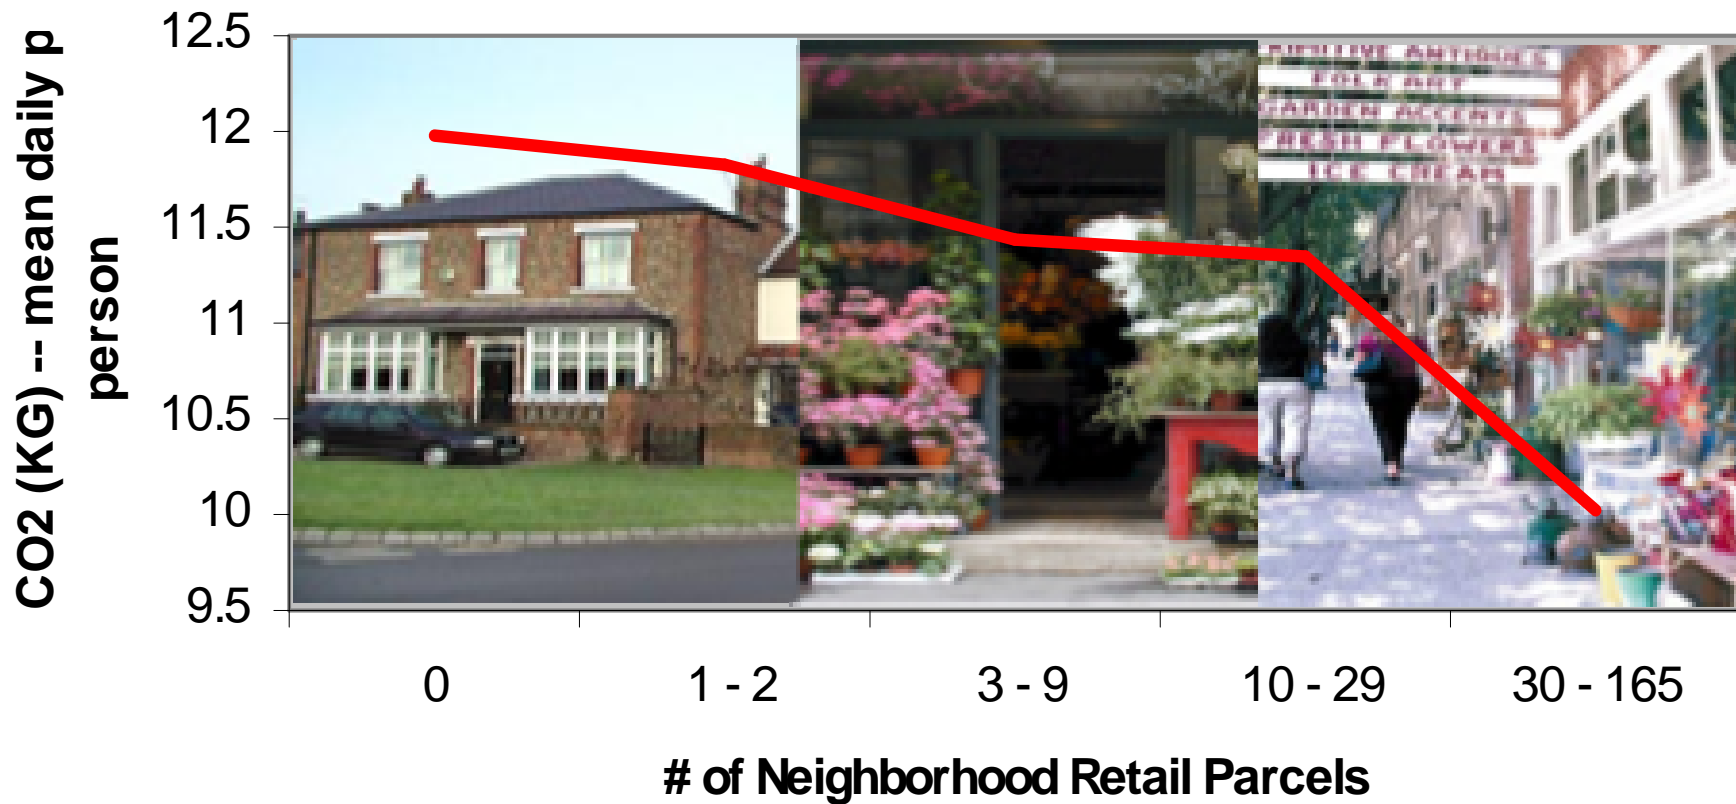 CO2 (KG) -- mean daily p
person
12.5
12
11.5
11
10.5
10
9.5
ANTIQUES
FOLK ART
GARDEN ACCENTS
FRESH FLOWERS
ICE CREAM
0
1 - 2
3 - 9
10 - 29
30 - 165
# of Neighborhood Retail Parcels